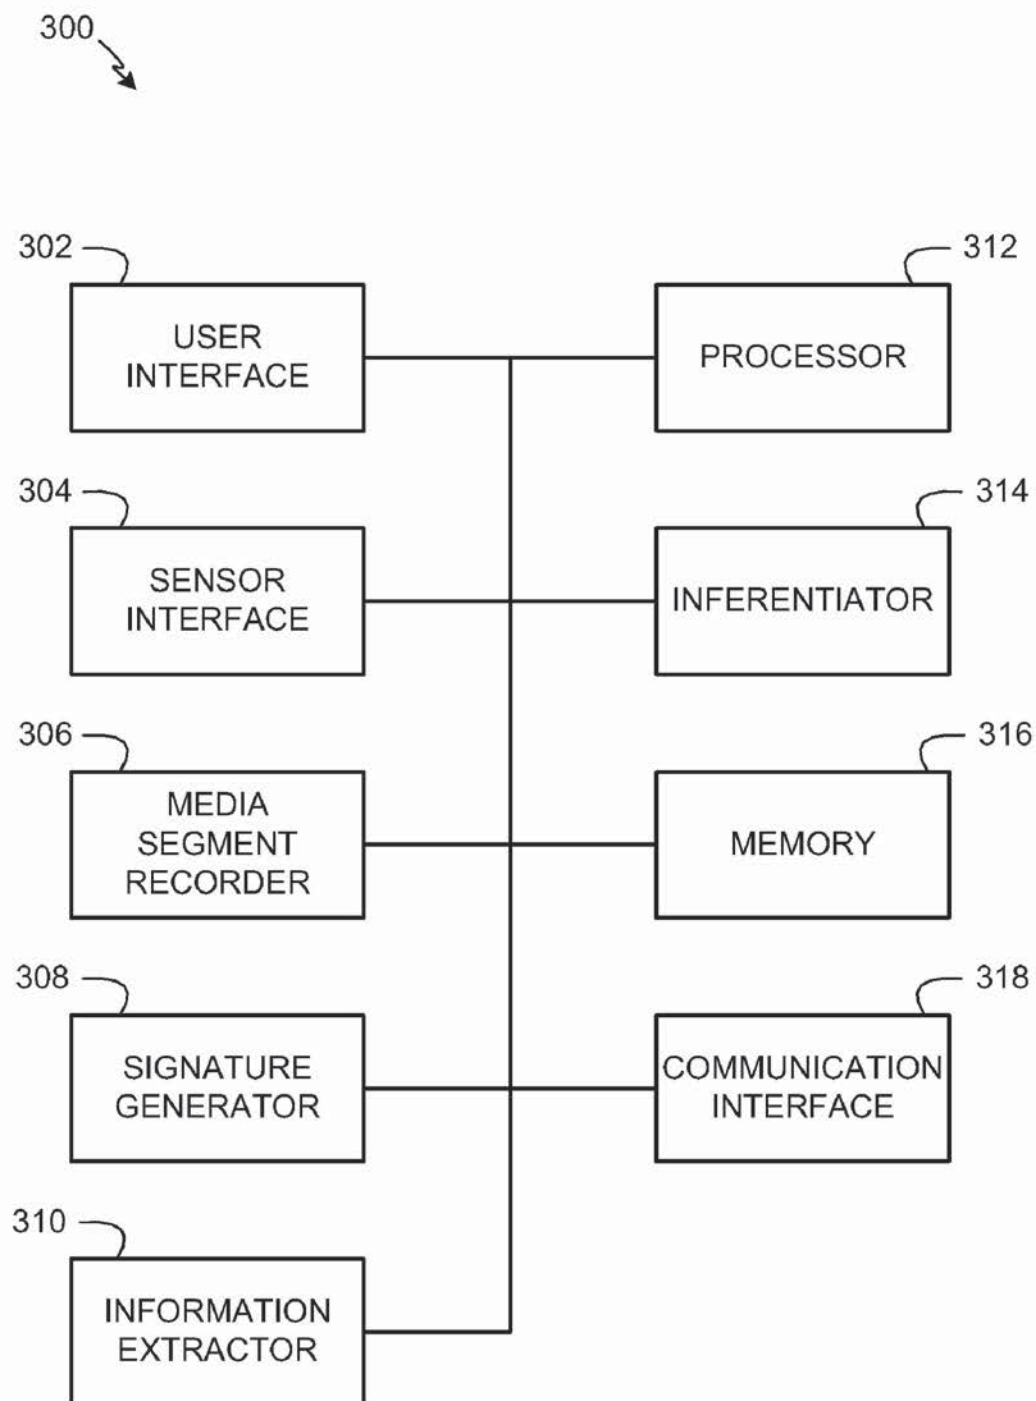 300
302
312
USER
INTERFACE
PROCESSOR
304
314
SENSOR
INTERFACE
INFERENTIATOR
306
316
MEDIA
SEGMENT
RECORDER
MEMORY
308
318
SIGNATURE
GENERATOR
COMMUNICATION
INTERFACE
310
INFORMATION
EXTRACTOR